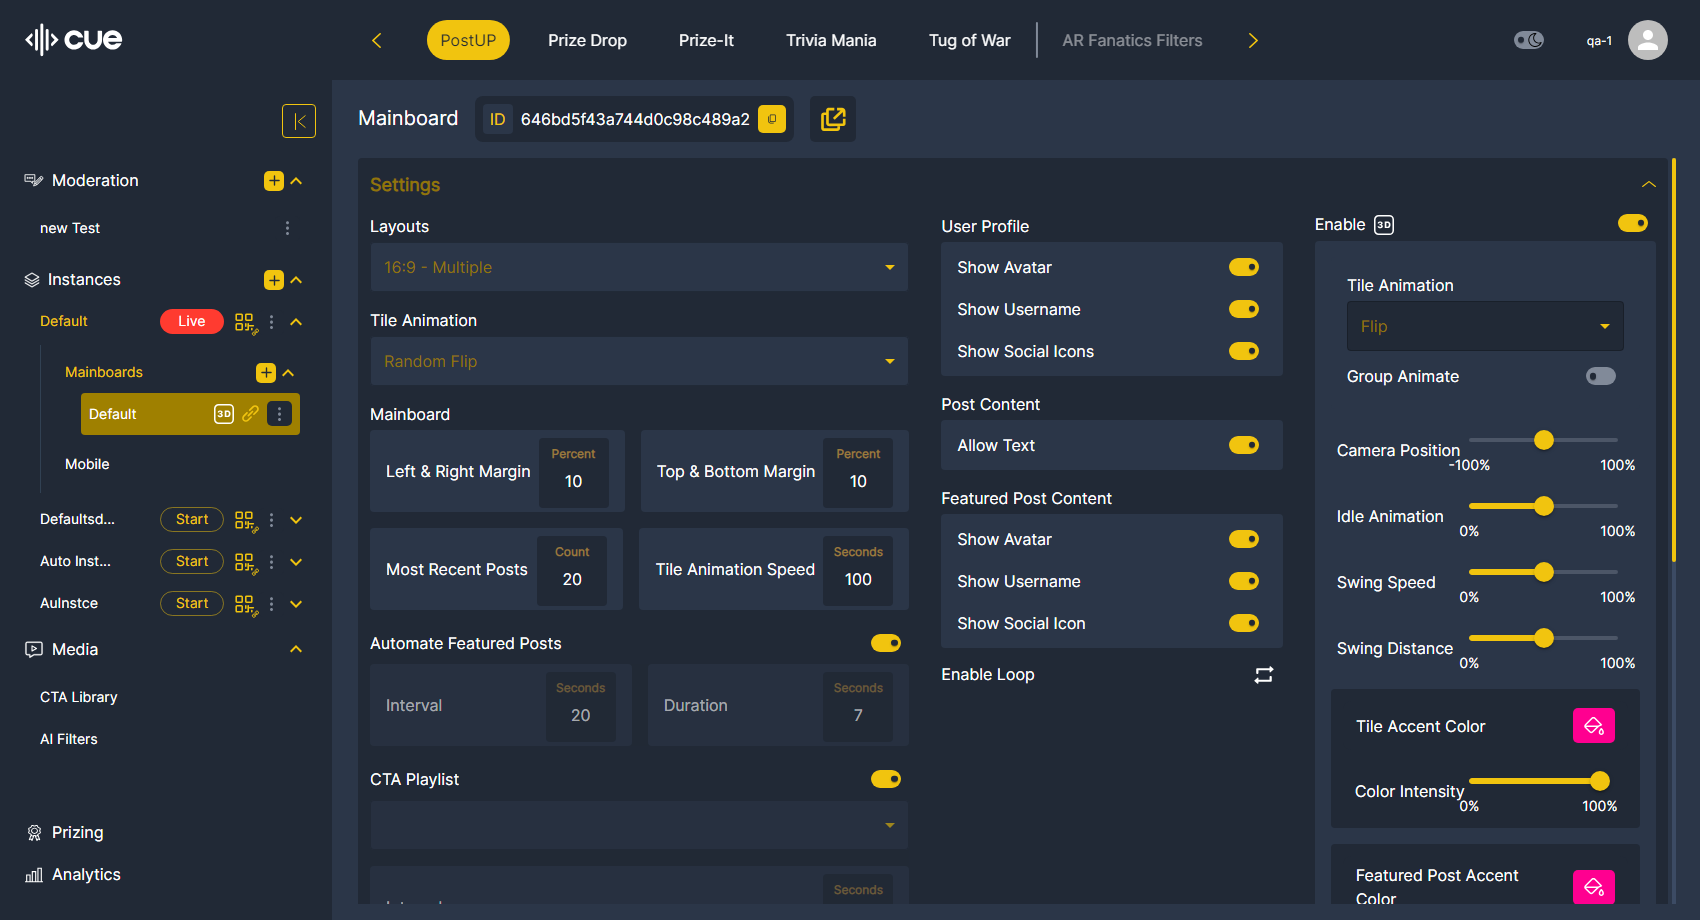 cue
PostUP
Prize Drop
Prize-It
Trivia Mania
Tug of War
AR Fanatics Filters
qa-1
Moderation
new Test
Instances
Default
Live
Mainboards
Default
3D
Mobile
Defaultsd...
Start
Auto Inst...
Start
AuInstce
Start
Media
CTA Library
AI Filters
Prizing
Analytics
Mainboard
ID
646bd5f43a744d0c98c489a2
Settings
Layouts
16:9 - Multiple
Tile Animation
Random Flip
Mainboard
Left & Right Margin
Percent
10
Top & Bottom Margin
Percent
10
Most Recent Posts
Count
20
Tile Animation Speed
Seconds
100
Automate Featured Posts
Interval
Seconds
20
Duration
Seconds
7
CTA Playlist
Seconds
User Profile
Show Avatar
Show Username
Show Social Icons
Post Content
Allow Text
Featured Post Content
Show Avatar
Show Username
Show Social Icon
Enable Loop
Enable
3D
Tile Animation
Flip
Group Animate
Camera Position
-100%
100%
Idle Animation
0%
100%
Swing Speed
0%
100%
Swing Distance
0%
100%
Tile Accent Color
Color Intensity
0%
100%
Featured Post Accent
Color